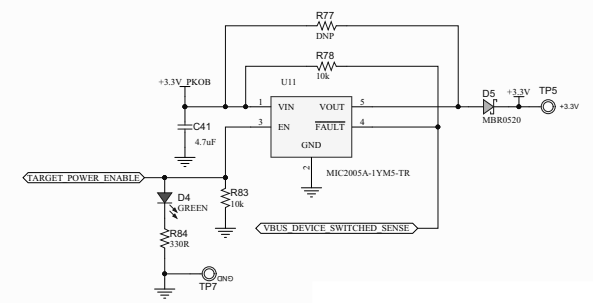 R77
DNP
R78
10k
+3.3V_PKOB
U11
D5
+3.3V
TP5
1
VIN
VOUT
5
+3.3V
MBR0520
C41
4.7uF
3
EN
FAULT
4
GND
2
MIC2005A-1YM5-TR
TARGET_POWER_ENABLE
D4
GREEN
R83
10k
R84
330R
VBUS_DEVICE_SWITCHED_SENSE
GND
TP7